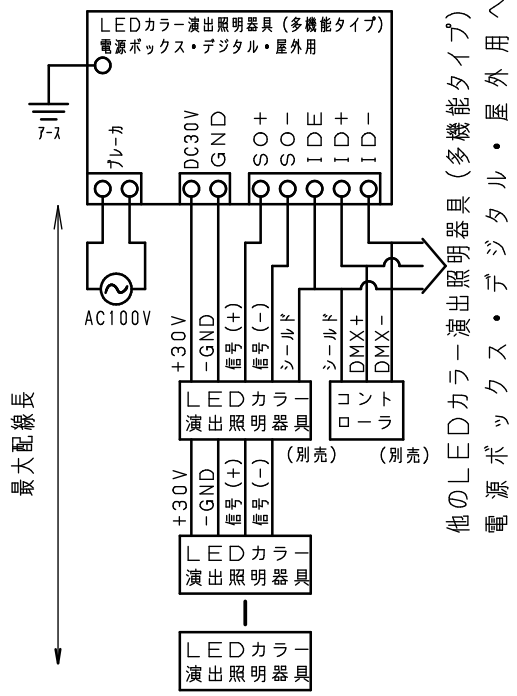 LEDカラー演出照明器具(多機能タイプ)
電源ボックス・デジタル・屋外用
アース
ブレーカ
DC30V
GND
SO+
SO-
IDE
ID+
ID-
AC100V
+30V
-GND
信号(+)
信号(-)
シールド
シールド
DMX+
DMX-
LEDカラー
演出照明器具
(別売)
コント
ローラ
(別売)
+30V
-GND
信号(+)
信号(-)
LEDカラー
演出照明器具
LEDカラー
演出照明器具
最大配線長
他のLEDカラー演出照明器具(多機能タイプ)
電源ボックス・デジタル・屋外用へ